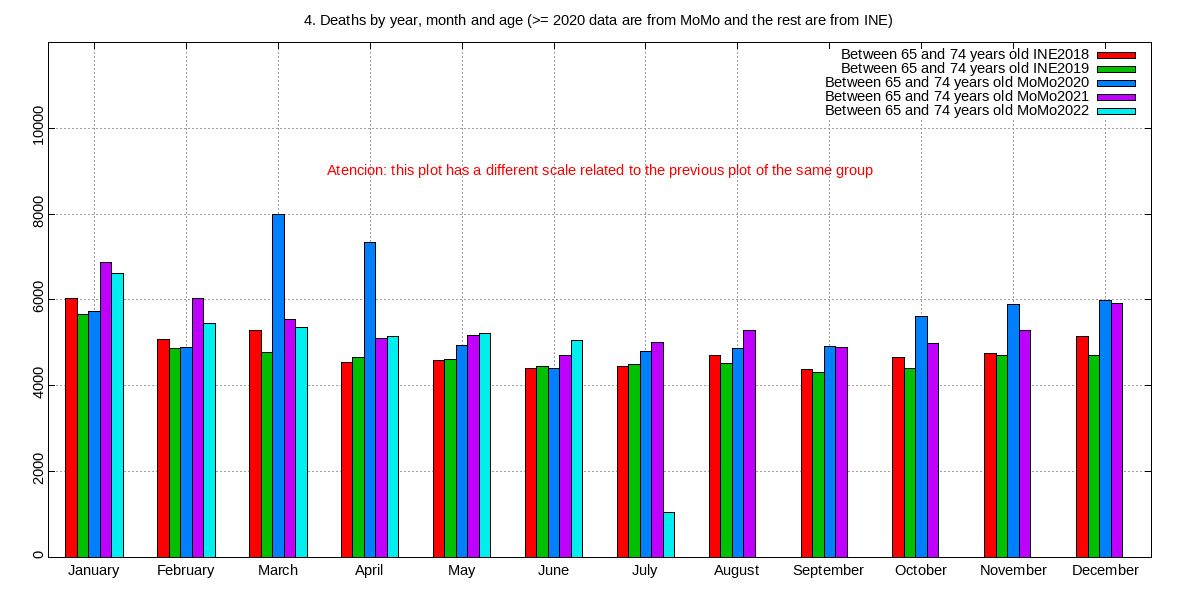 4. Deaths by year, month and age (>= 2020 data are from MoMo and the rest are from INE)
Between 65 and 74 years old INE2018
Between 65 and 74 years old INE2019
Between 65 and 74 years old MoMo2020
Between 65 and 74 years old MoMo2021
Between 65 and 74 years old MoMo2022
Atencion: this plot has a different scale related to the previous plot of the same group
10000
8000
6000
4000
2000
0
January February March April May June July August September October November December